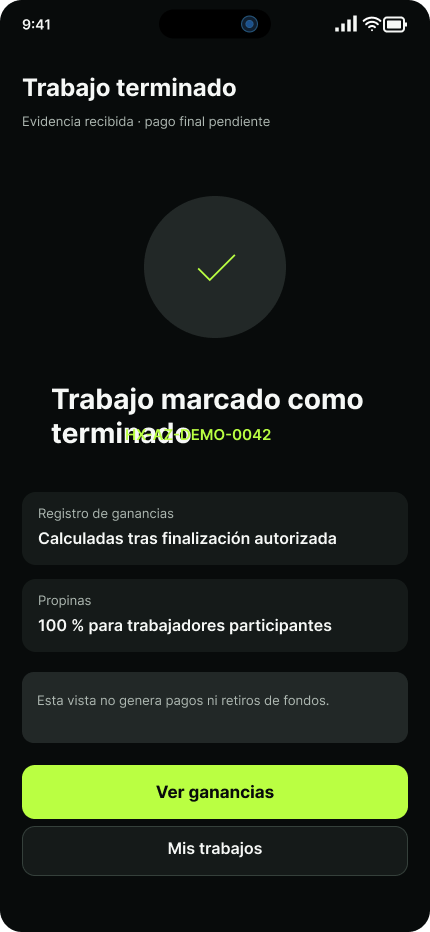 9:41
Trabajo terminado
Evidencia recibida · pago final pendiente
Trabajo marcado como
terminado
DEMO-0042
Registro de ganancias
Calculadas tras finalización autorizada
Propinas
100 % para trabajadores participantes
Esta vista no genera pagos ni retiros de fondos.
Ver ganancias
Mis trabajos